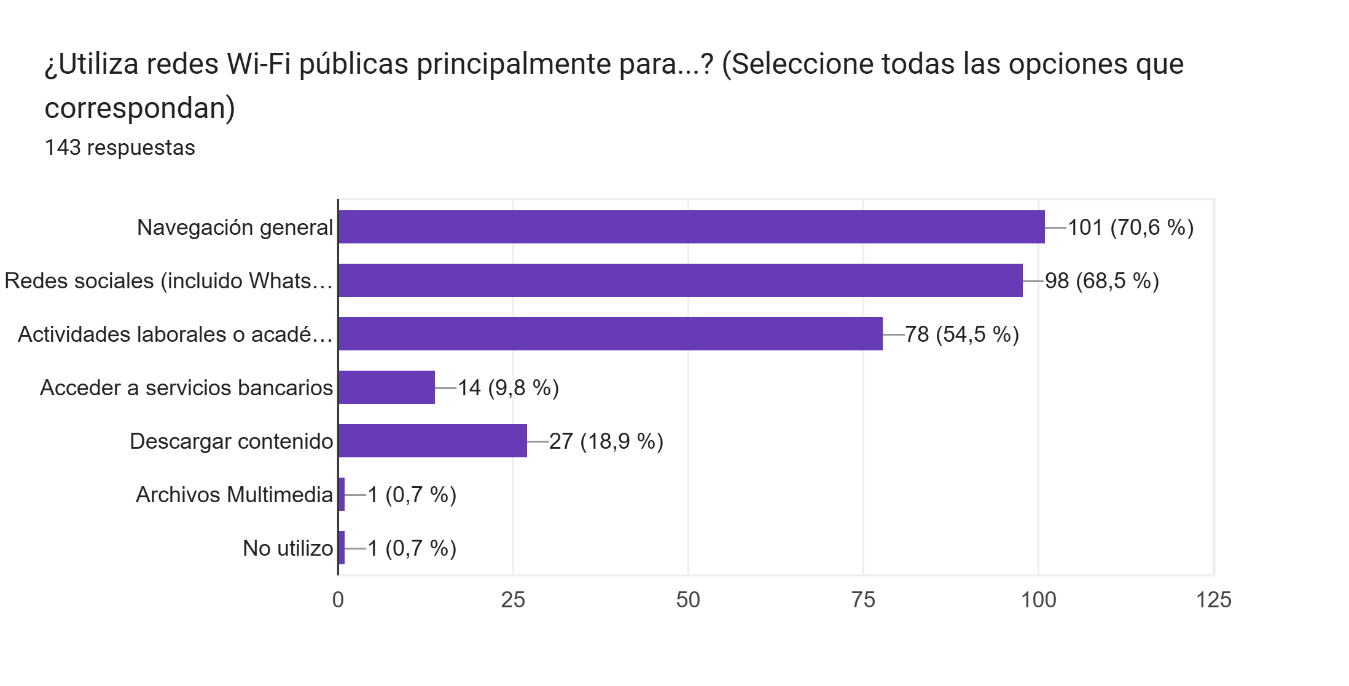 ¿Utiliza redes Wi-Fi públicas principalmente para...? (Seleccione todas las opciones que
correspondan)
143 respuestas
Navegación general 101 (70,6 %)
Redes sociales (incluido Whats… 98 (68,5 %)
Actividades laborales o acadé… 78 (54,5 %)
Acceder a servicios bancarios 14 (9,8 %)
Descargar contenido 27 (18,9 %)
Archivos Multimedia 1 (0,7 %)
No utilizo 1 (0,7 %)
0 25 50 75 100 125